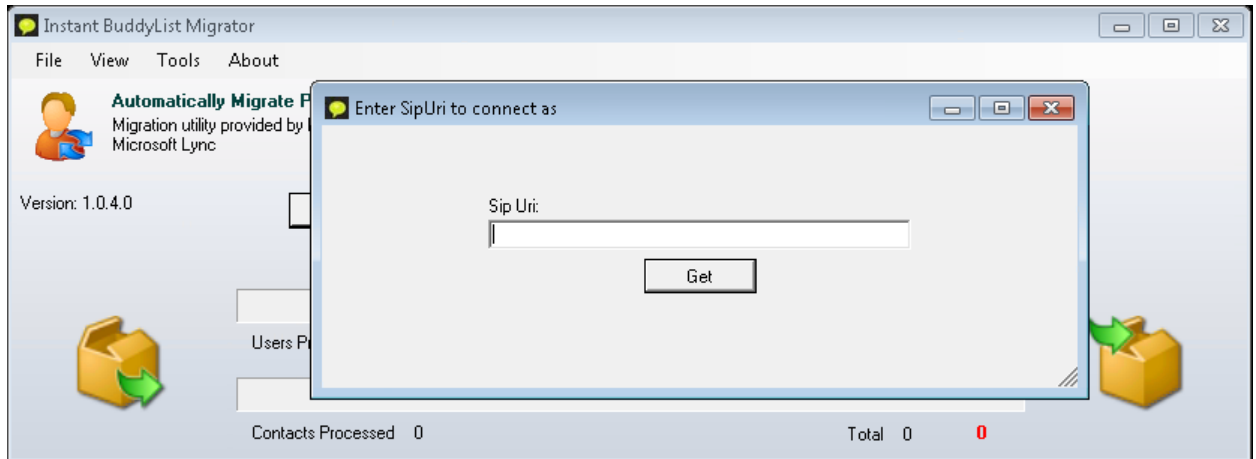 Instant BuddyList Migrator
File View Tools About
Automatically Migrate
Migration utility provided by
Microsoft Lync
Enter SipUri to connect as
Version: 1.0.4.0
Sip Uri:
Get
Users
Contacts Processed 0 Total 0 0